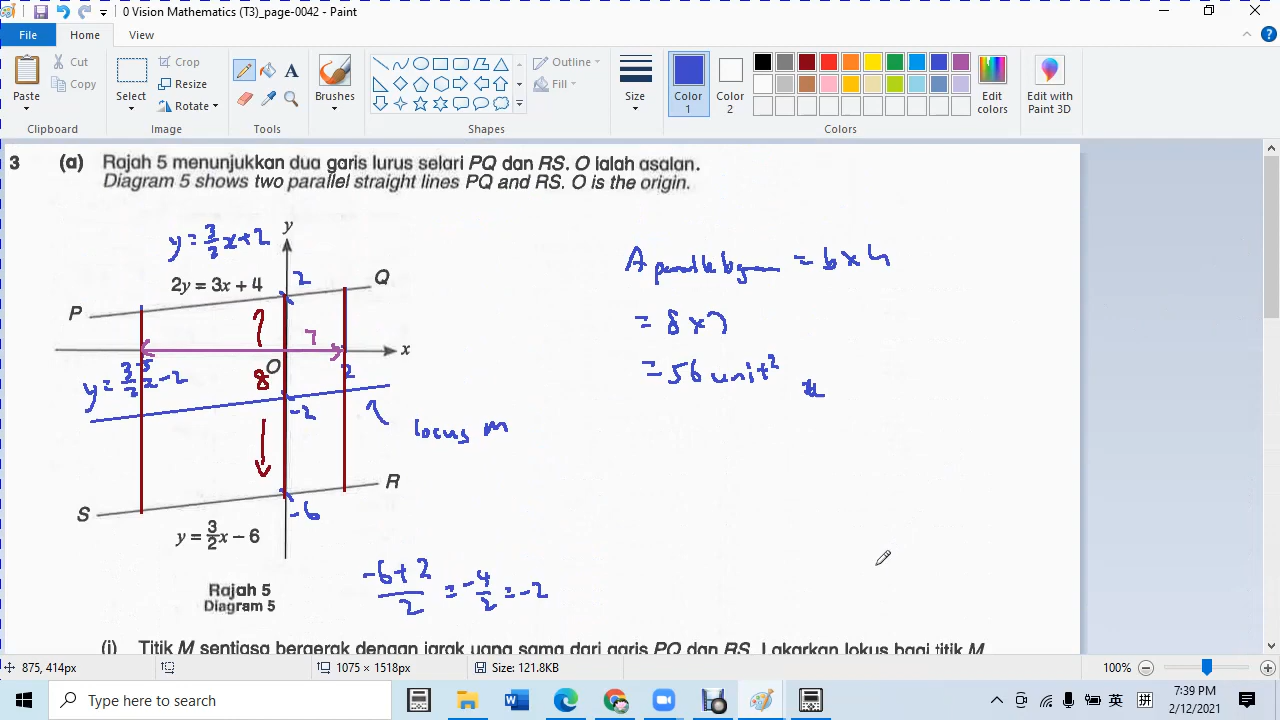 0 Vision Mathematics (T3)_page-0042 - Paint
File Home View
Paste Cut Copy Clipboard
Select Crop Resize Rotate Image
Tools
Brushes
Shapes Outline Fill
Size
Color 1 Color 2 Edit colors Colors
Edit with Paint 3D
3 (a) Rajah 5 menunjukkan dua garis lurus selari PQ dan RS. O ialah asalan.
Diagram 5 shows two parallel straight lines PQ and RS. O is the origin.
y = 3/2 x + 2
y
2y = 3x + 4
2
Q
P
7
x
O
-5
2
y = 3/2 x - 2
8
-2
locus M
R
S
-6
y = 3/2 x − 6
Rajah 5
Diagram 5
(-6+2)/2 = -4/2 = -2
A parallelogram = b × h
= 8 × 7
= 56 unit²
(i) Titik M sentiasa bergerak dengan jarak yang sama dari garis PQ dan RS. Lakarkan lokus bagi titik M
875, 414px
1075 × 1518px
Size: 121.8KB
100%
Type here to search
英 拼
7:39 PM
2/12/2021